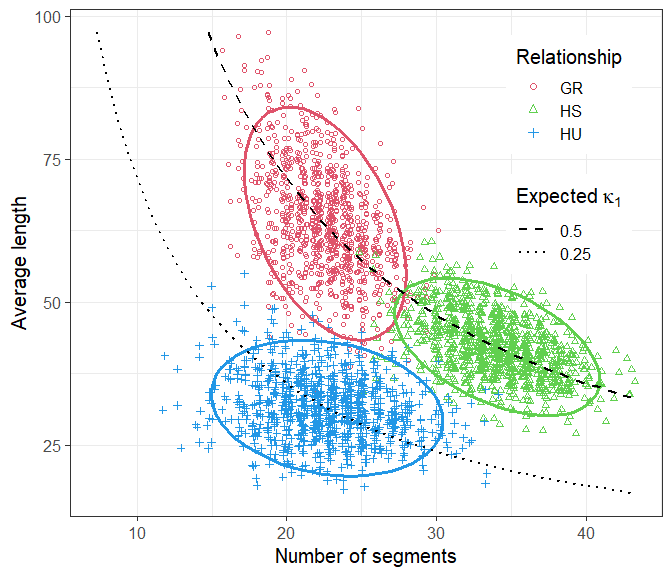 100
75
50
25
Average length
10
20
30
40
Number of segments
Relationship
GR
HS
HU
Expected κ₁
0.5
0.25